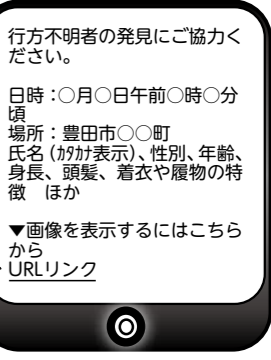 行方不明者の発見にご協力く
ださい。
日時：○月○日午前○時○分
頃
場所：豊田市○○町
氏名（ｶﾀｶﾅ表示）、性別、年齢、
身長、頭髪、着衣や履物の特
徴　ほか
▼画像を表示するにはこちら
から
URLリンク